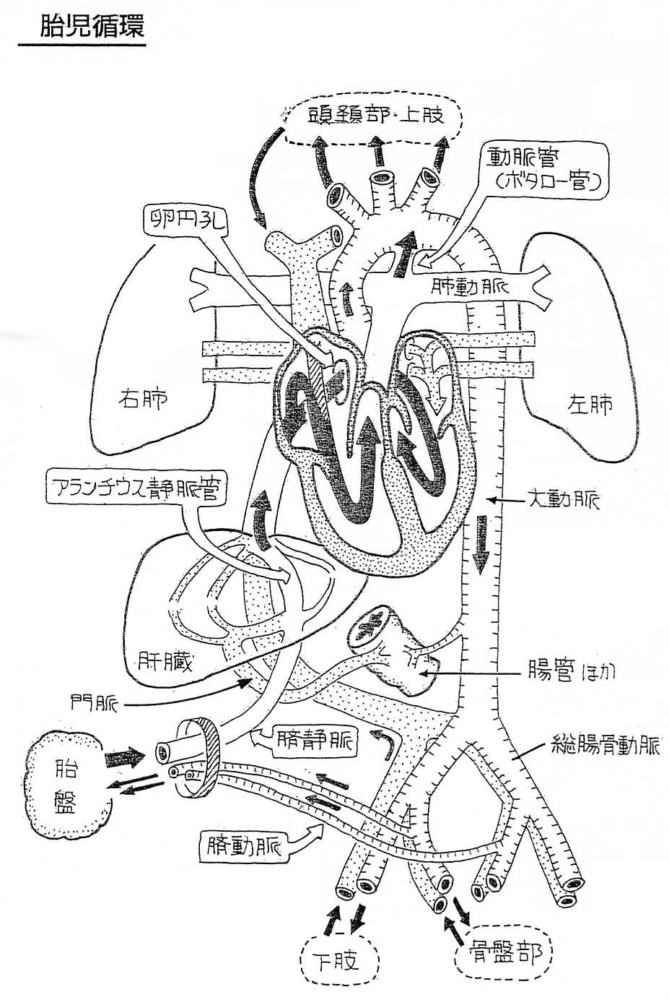 胎児循環
頭頚部・上肢
動脈管
(ボタロー管)
卵円孔
肺動脈
右肺
左肺
アランチウス静脈管
大動脈
肝臓
腸管ほか
門脈
臍静脈
総腸骨動脈
胎
盤
臍動脈
下肢
骨盤部